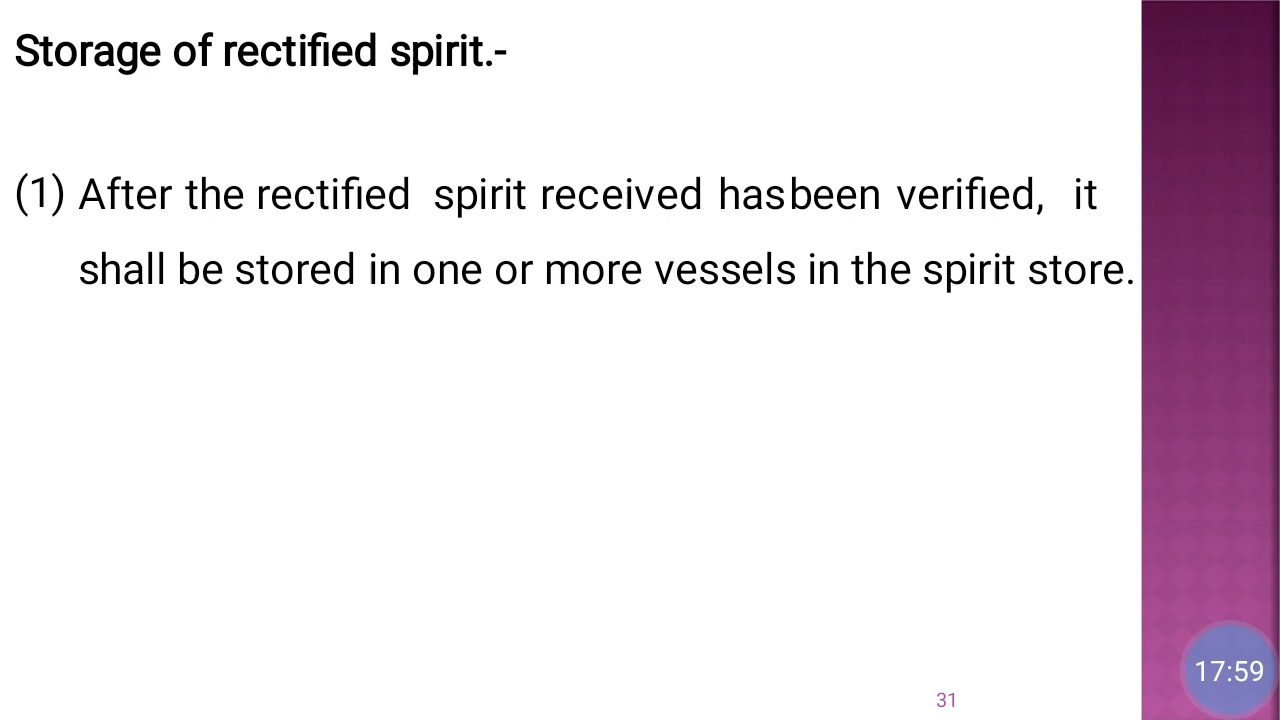 Storage of rectified spirit.-
(1) After the rectified spirit received hasbeen verified, it
shall be stored in one or more vessels in the spirit store.
17:59
31